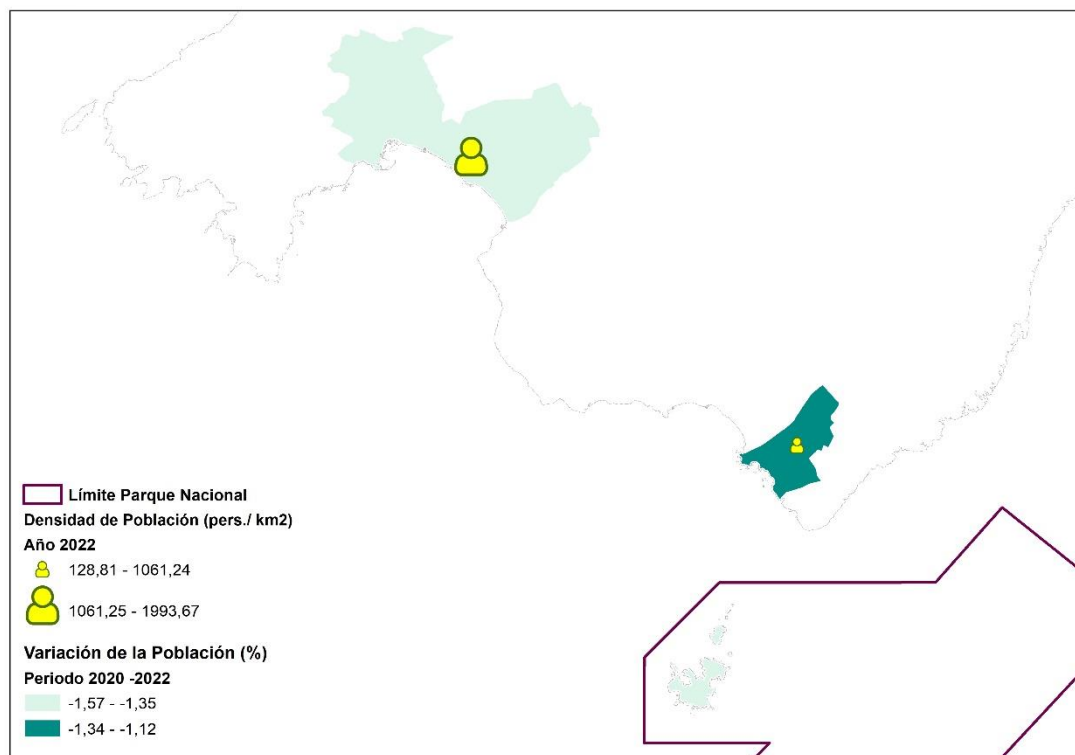 Límite Parque Nacional
Densidad de Población (pers./ km2)
Año 2022
128,81 - 1061,24
1061,25 - 1993,67
Variación de la Población (%)
Periodo 2020 -2022
-1,57 - -1,35
-1,34 - -1,12